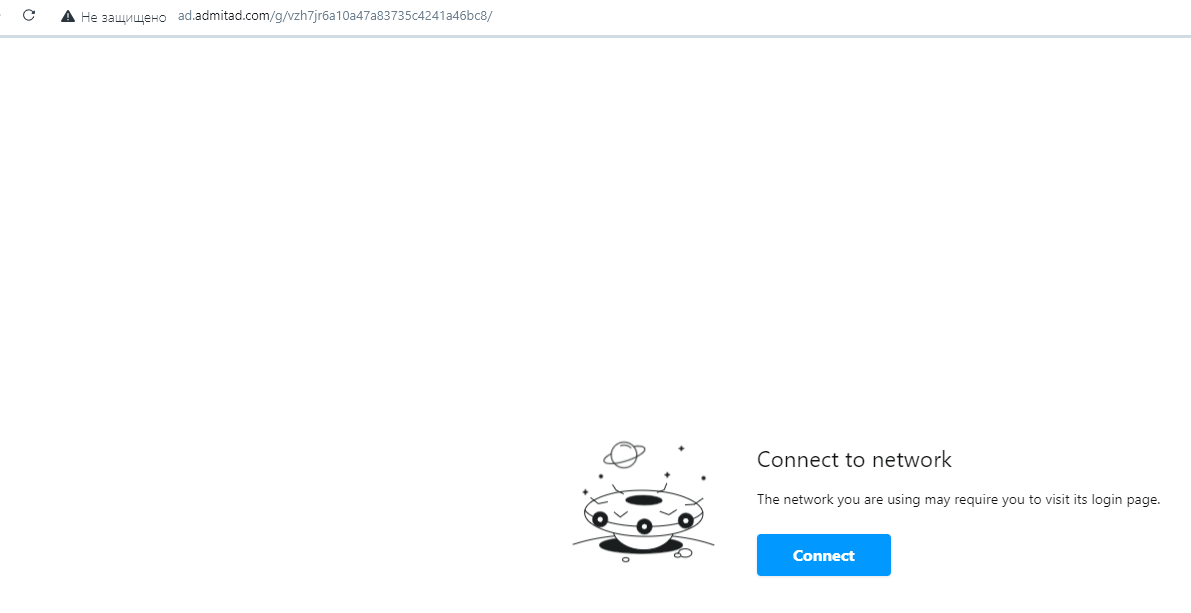 Не защищено ad.admitad.com/g/vzh7jr6a10a47a83735c4241a46bc8/
Connect to network
The network you are using may require you to visit its login page.
Connect